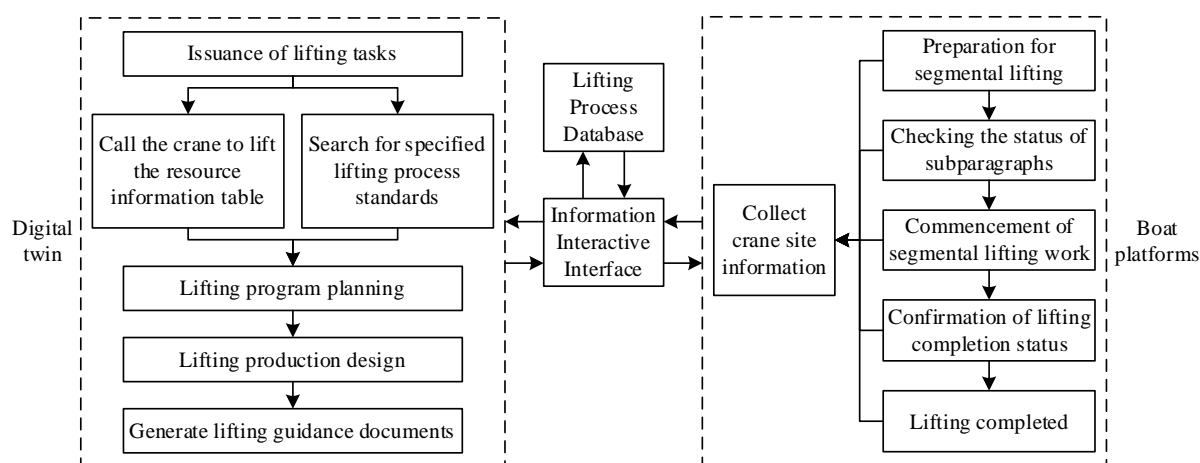 Digital
twin
Issuance of lifting tasks
Call the crane to lift
the resource
information table
Search for specified
lifting process
standards
Lifting program planning
Lifting production design
Generate lifting guidance documents
Lifting
Process
Database
Information
Interactive
Interface
Collect
crane site
information
Preparation for
segmental lifting
Checking the status of
subparagraphs
Commencement of
segmental lifting work
Confirmation of lifting
completion status
Lifting completed
Boat
platforms